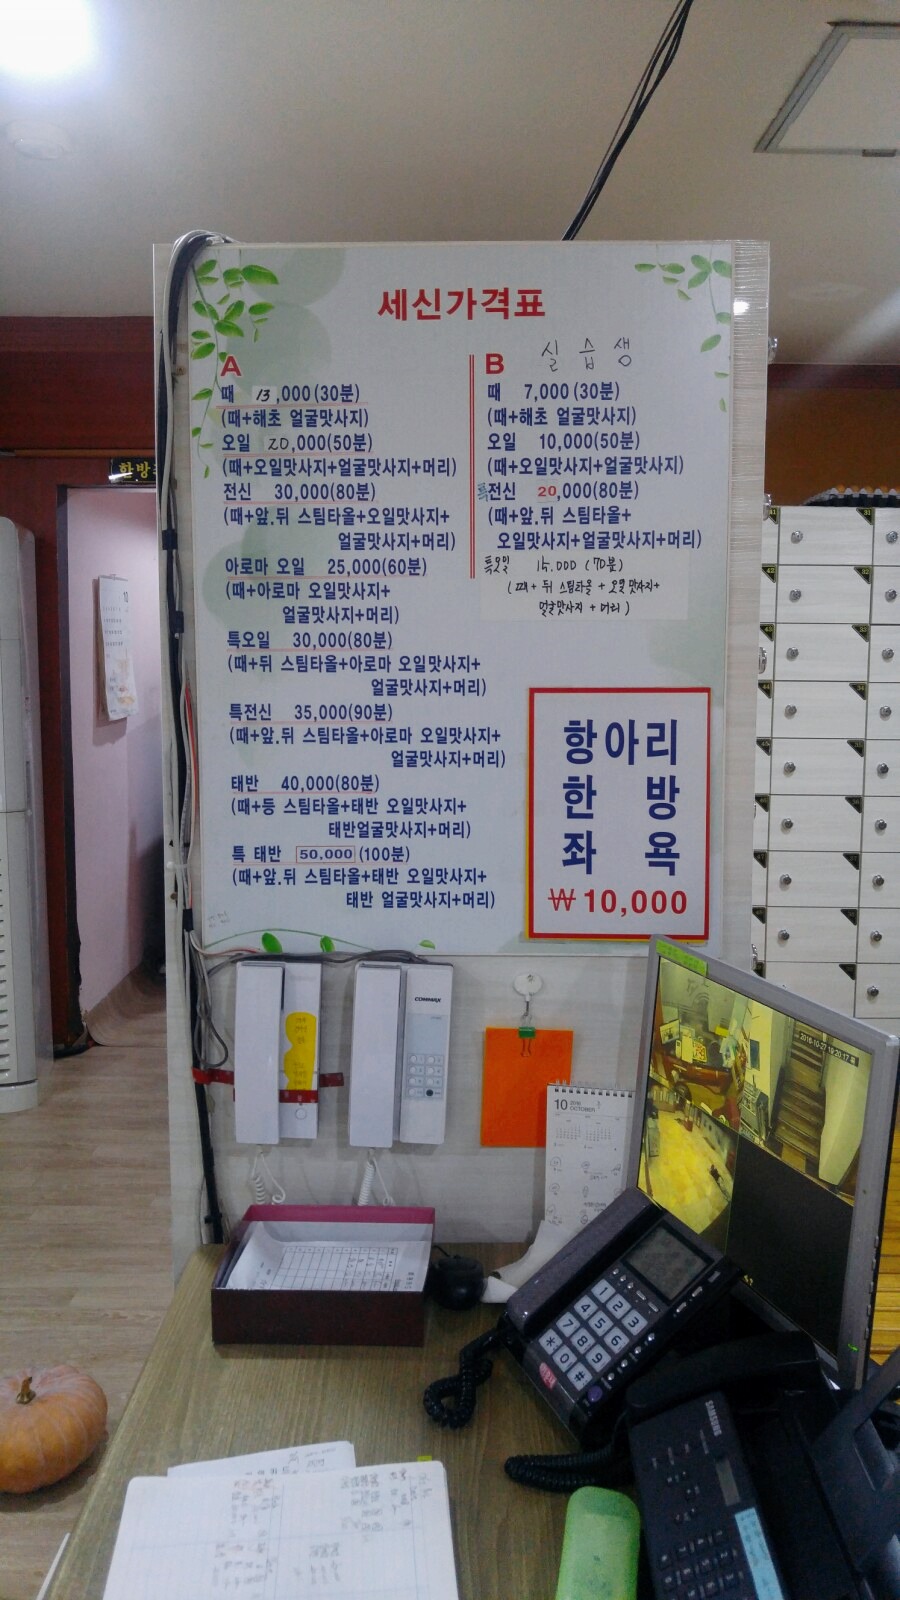 세신가격표
A
때 13,000(30분)
(때+해초 얼굴맛사지)
오일 20,000(50분)
(때+오일맛사지+얼굴맛사지+머리)
전신 30,000(80분)
(때+앞.뒤 스팀타올+오일맛사지+
얼굴맛사지+머리)
아로마 오일 25,000(60분)
(때+아로마 오일맛사지+
얼굴맛사지+머리)
특오일 30,000(80분)
(때+뒤 스팀타올+아로마 오일맛사지+
얼굴맛사지+머리)
특전신 35,000(90분)
(때+앞.뒤 스팀타올+아로마 오일맛사지+
얼굴맛사지+머리)
태반 40,000(80분)
(때+등 스팀타올+태반 오일맛사지+
태반얼굴맛사지+머리)
특 태반 50,000 (100분)
(때+앞.뒤 스팀타올+태반 오일맛사지+
태반 얼굴맛사지+머리)
B 실습생
때 7,000 (30분)
(때+해초 얼굴맛사지)
오일 10,000(50분)
(때+오일맛사지+얼굴맛사지)
특전신 20,000(80분)
(때+앞.뒤 스팀타올+
오일맛사지+얼굴맛사지+머리)
특오일 15.000 (70분)
(때+ 뒤 스팀타올 + 오일맛사지+
얼굴맛사지 + 머리)
항아리
한방
좌욕
₩10,000
한방
COMMAX
10
OCTOBER
1 2 3
4 5 6
7 8 9
* 0 #
SAMSUNG